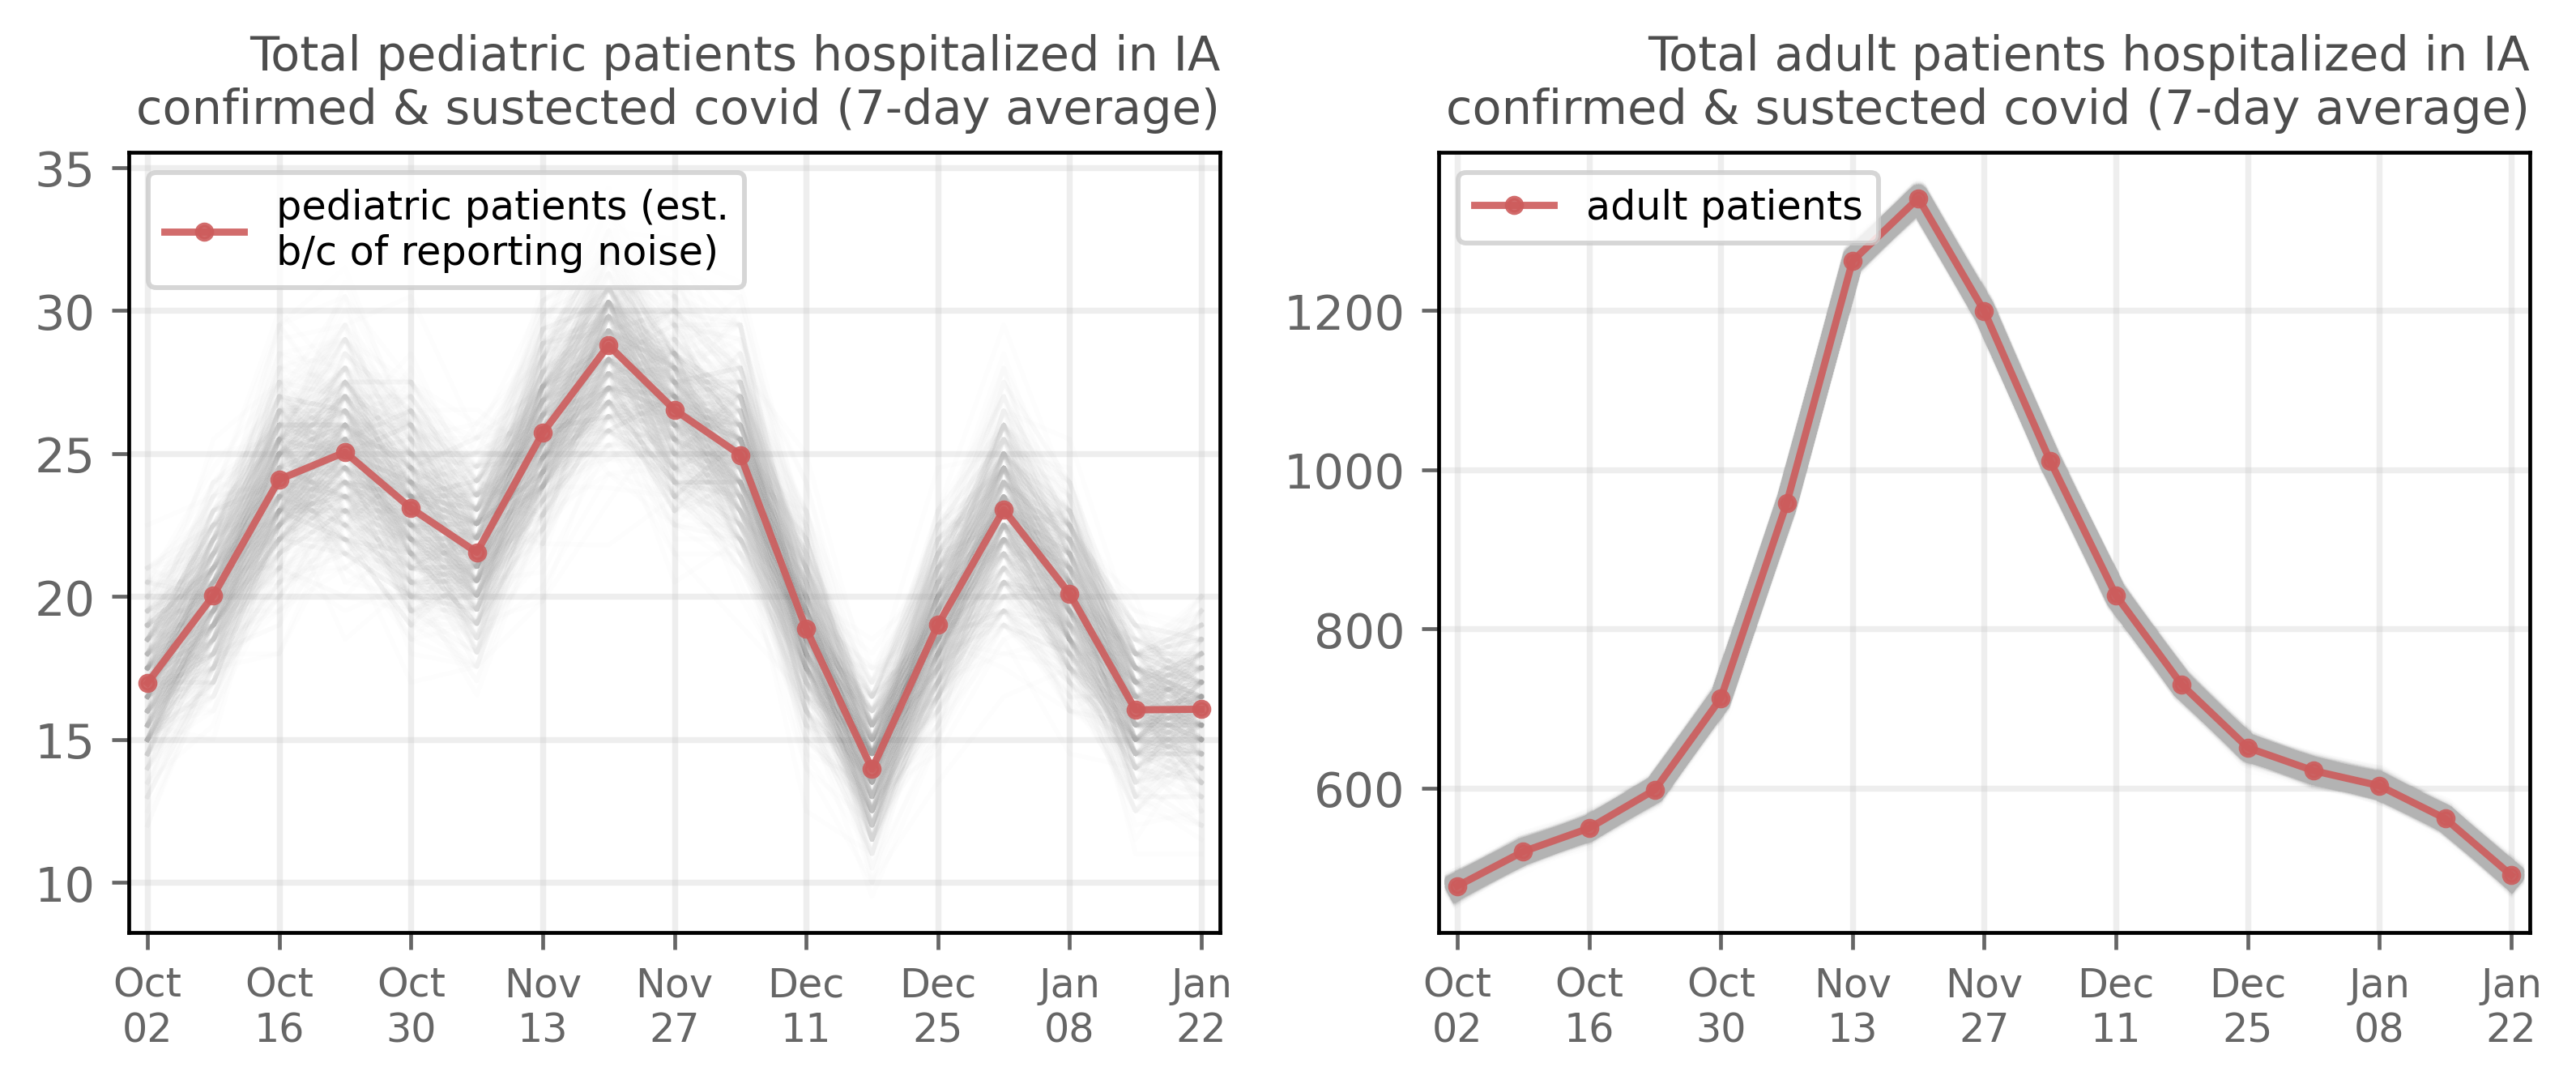 Total pediatric patients hospitalized in IA
confirmed & sustected covid (7-day average)
35
30
25
20
15
10
pediatric patients (est.
b/c of reporting noise)
Oct
02
Oct
16
Oct
30
Nov
13
Nov
27
Dec
11
Dec
25
Jan
08
Jan
22
Total adult patients hospitalized in IA
confirmed & sustected covid (7-day average)
1200
1000
800
600
adult patients
Oct
02
Oct
16
Oct
30
Nov
13
Nov
27
Dec
11
Dec
25
Jan
08
Jan
22